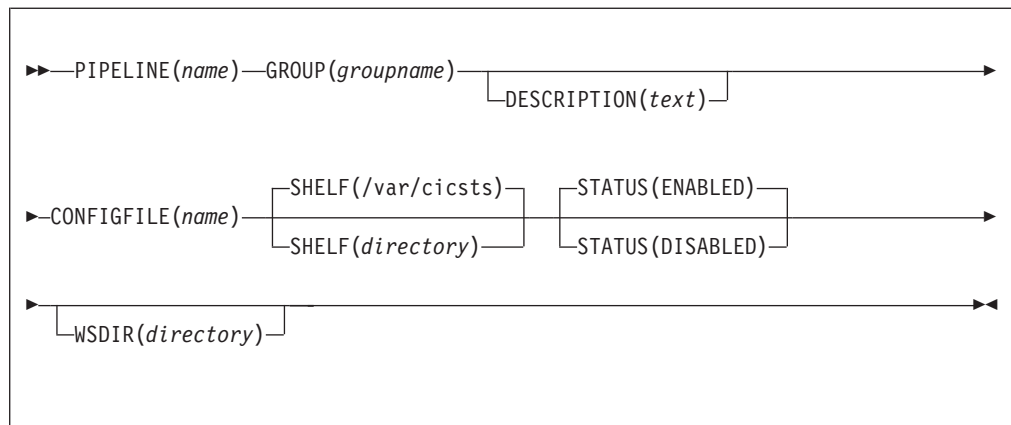 PIPELINE(name) GROUP(groupname)
DESCRIPTION(text)
SHELF(/var/cicsts) STATUS(ENABLED)
CONFIGFILE(name)
SHELF(directory) STATUS(DISABLED)
WSDIR(directory)